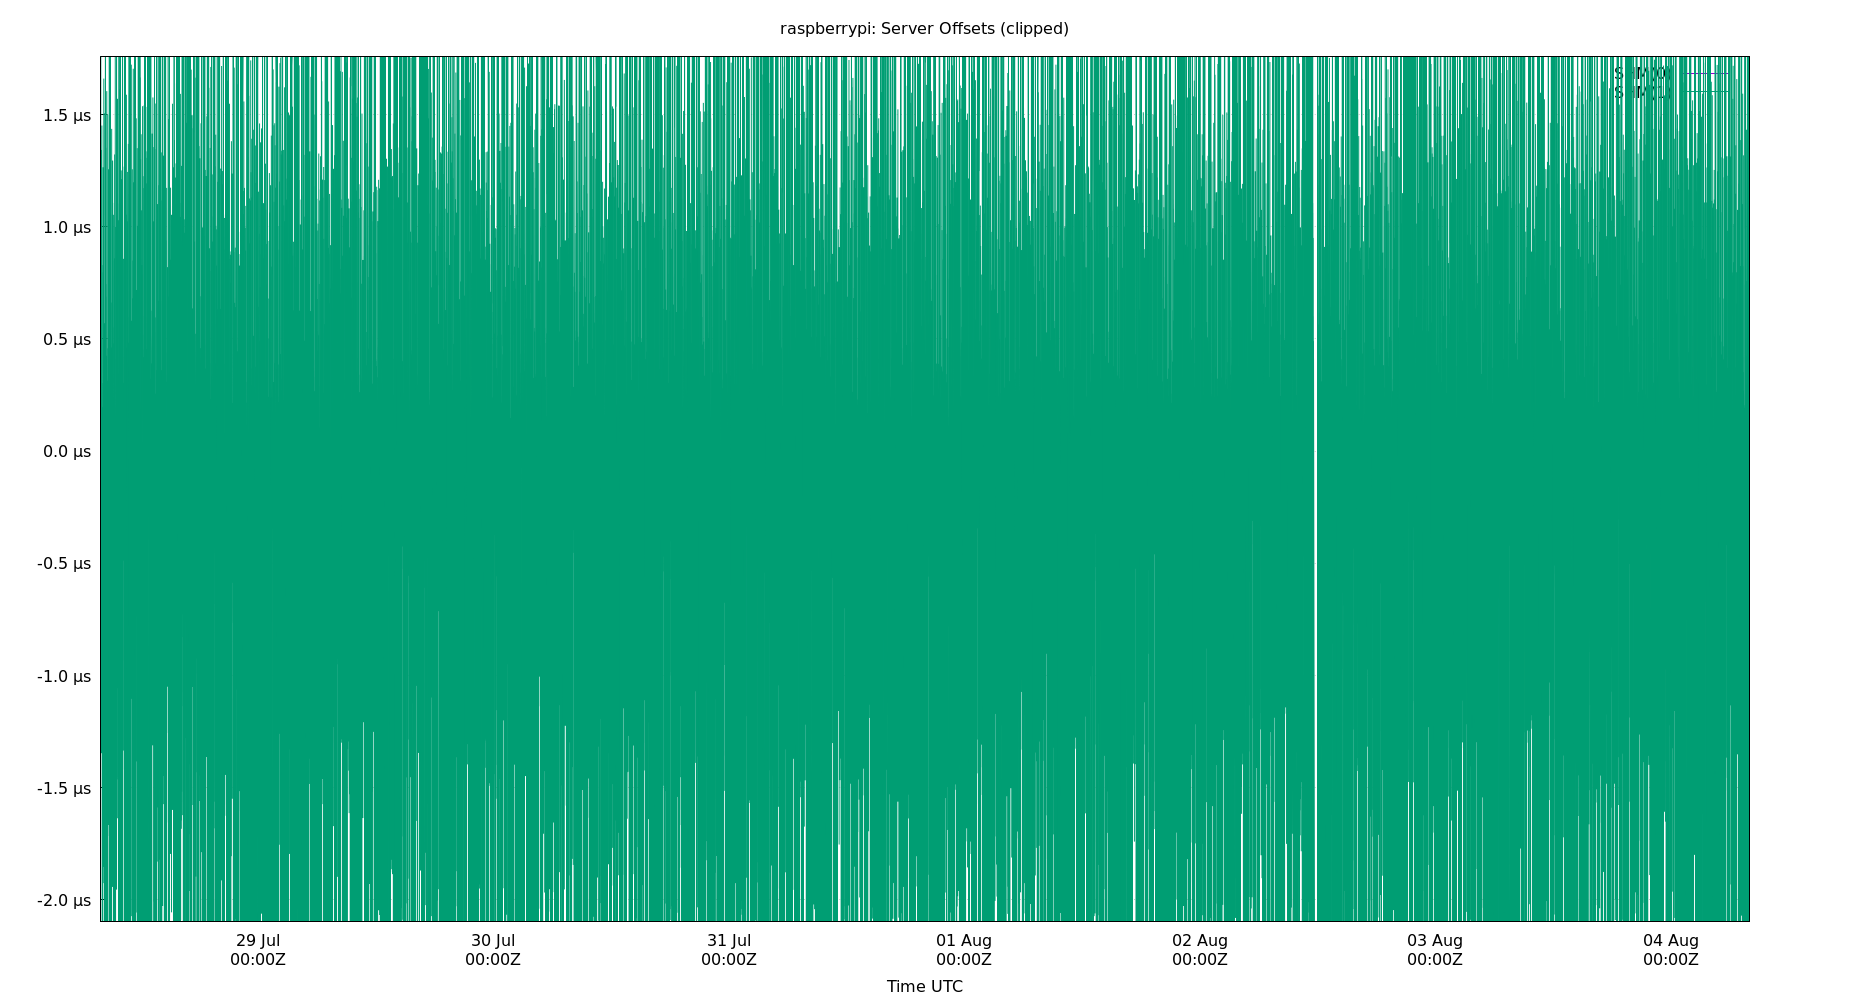 raspberrypi: Server Offsets (clipped)
1.5 µs
1.0 µs
0.5 µs
0.0 µs
-0.5 µs
-1.0 µs
-1.5 µs
-2.0 µs
29 Jul
00:00Z
30 Jul
00:00Z
31 Jul
00:00Z
01 Aug
00:00Z
02 Aug
00:00Z
03 Aug
00:00Z
04 Aug
00:00Z
Time UTC